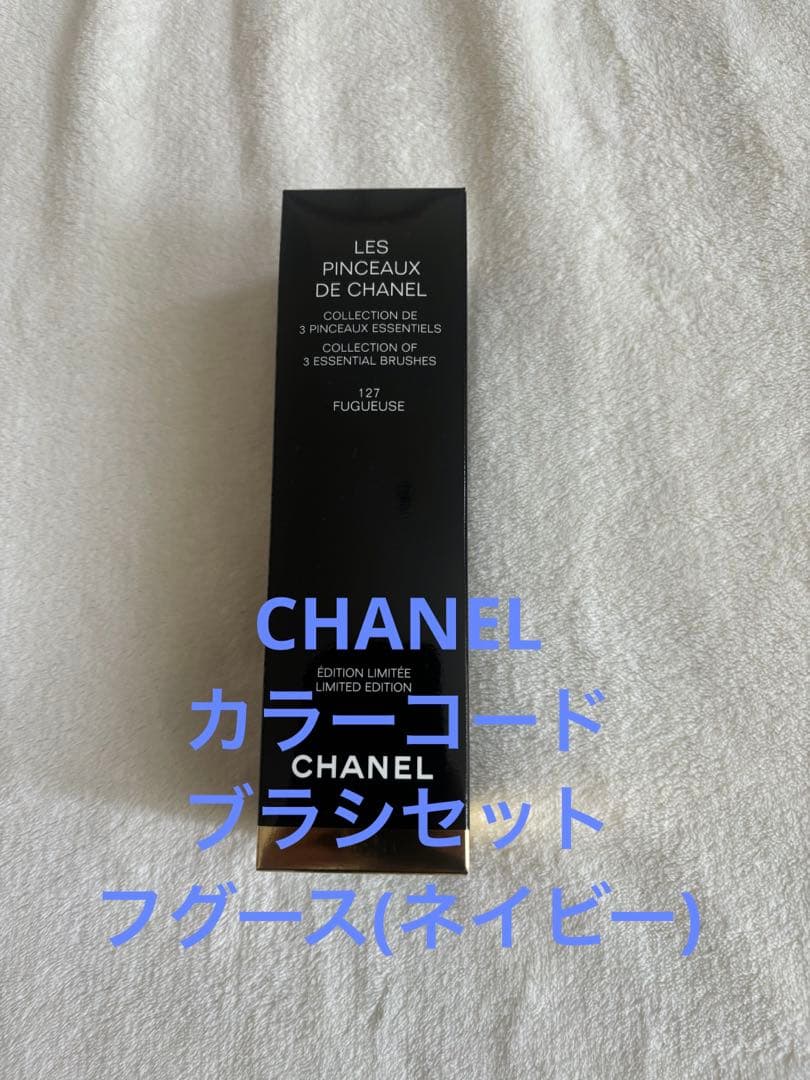 LES
PINCEAUX
DE CHANEL
COLLECTION DE
3 PINCEAUX ESSENTIELS
COLLECTION OF
3 ESSENTIAL BRUSHES
127
FUGUEUSE
CHANEL
ÉDITION LIMITÉE
LIMITED EDITION
カラーコード
CHANEL
ブラシセット
フグース(ネイビー)